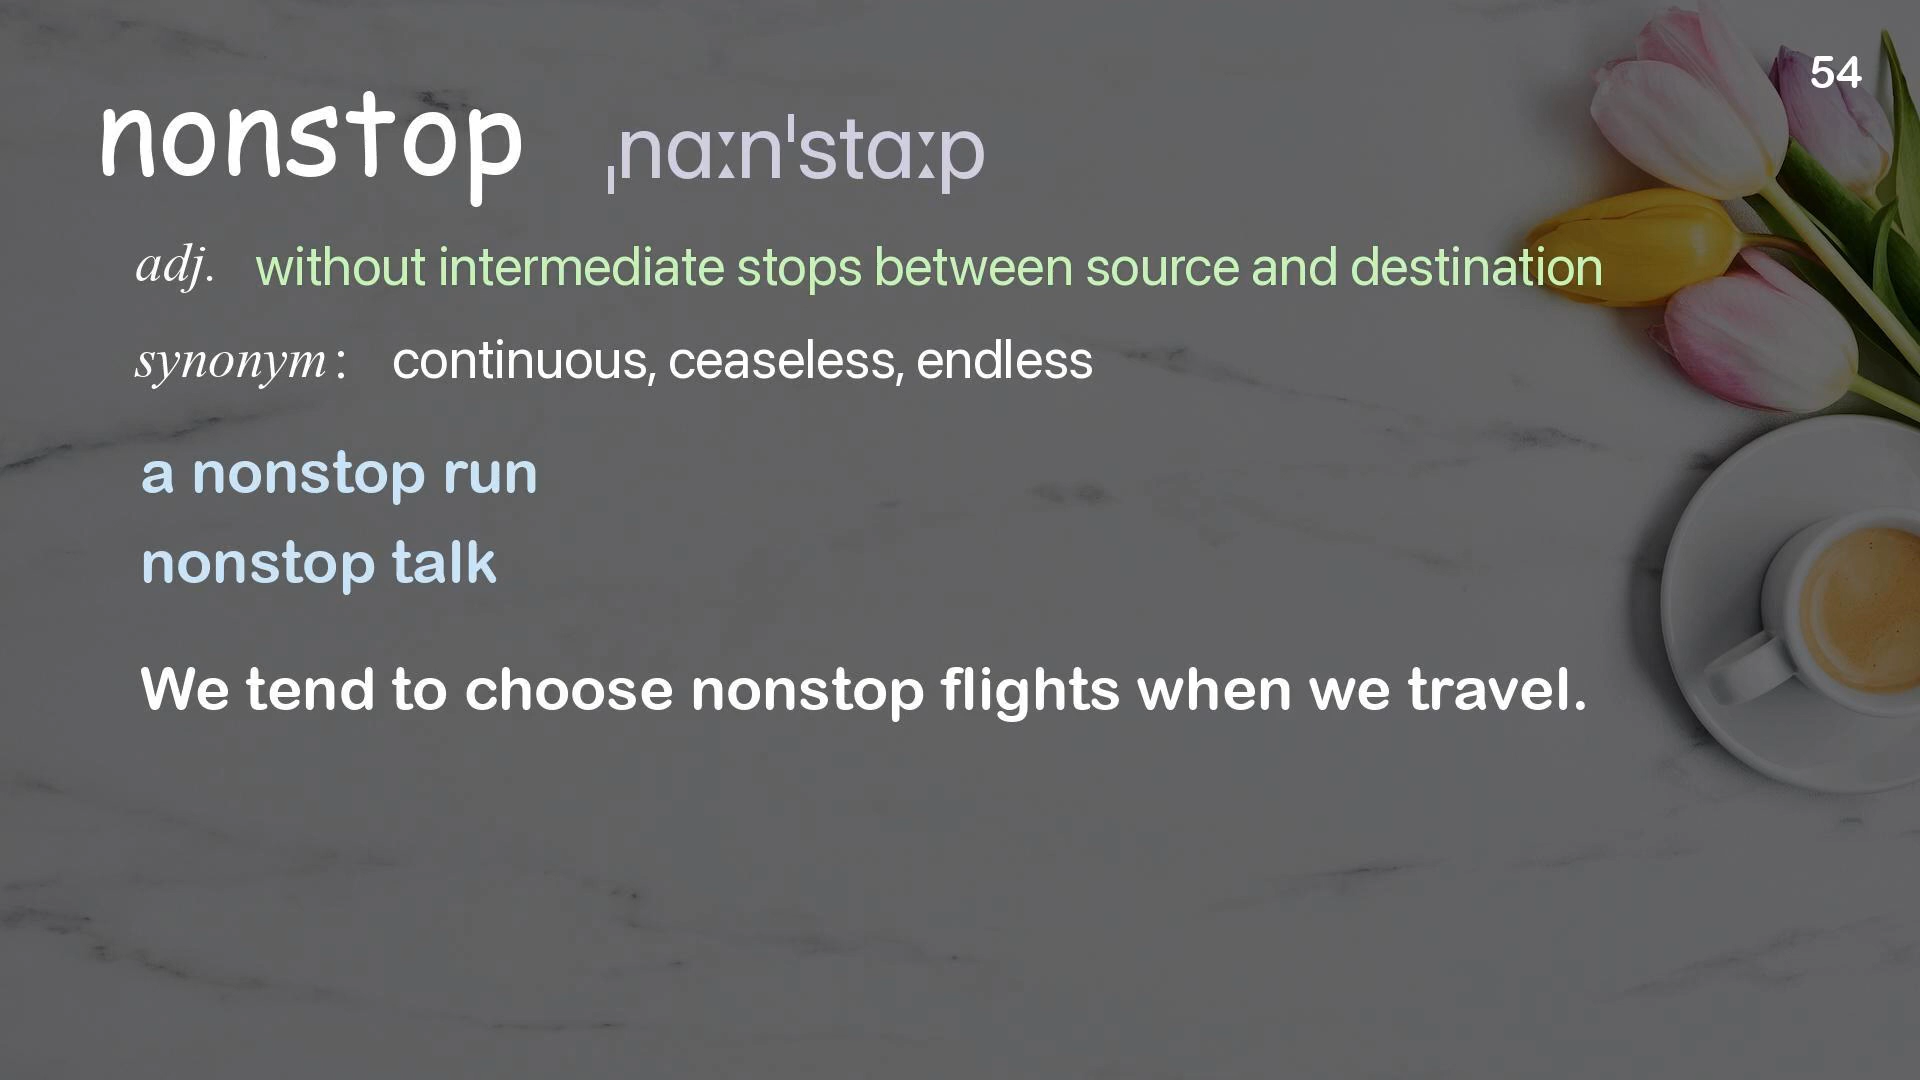 54
nonstop ˌnɑːnˈstɑːp
adj. without intermediate stops between source and destination
synonym: continuous, ceaseless, endless
a nonstop run
nonstop talk
We tend to choose nonstop flights when we travel.